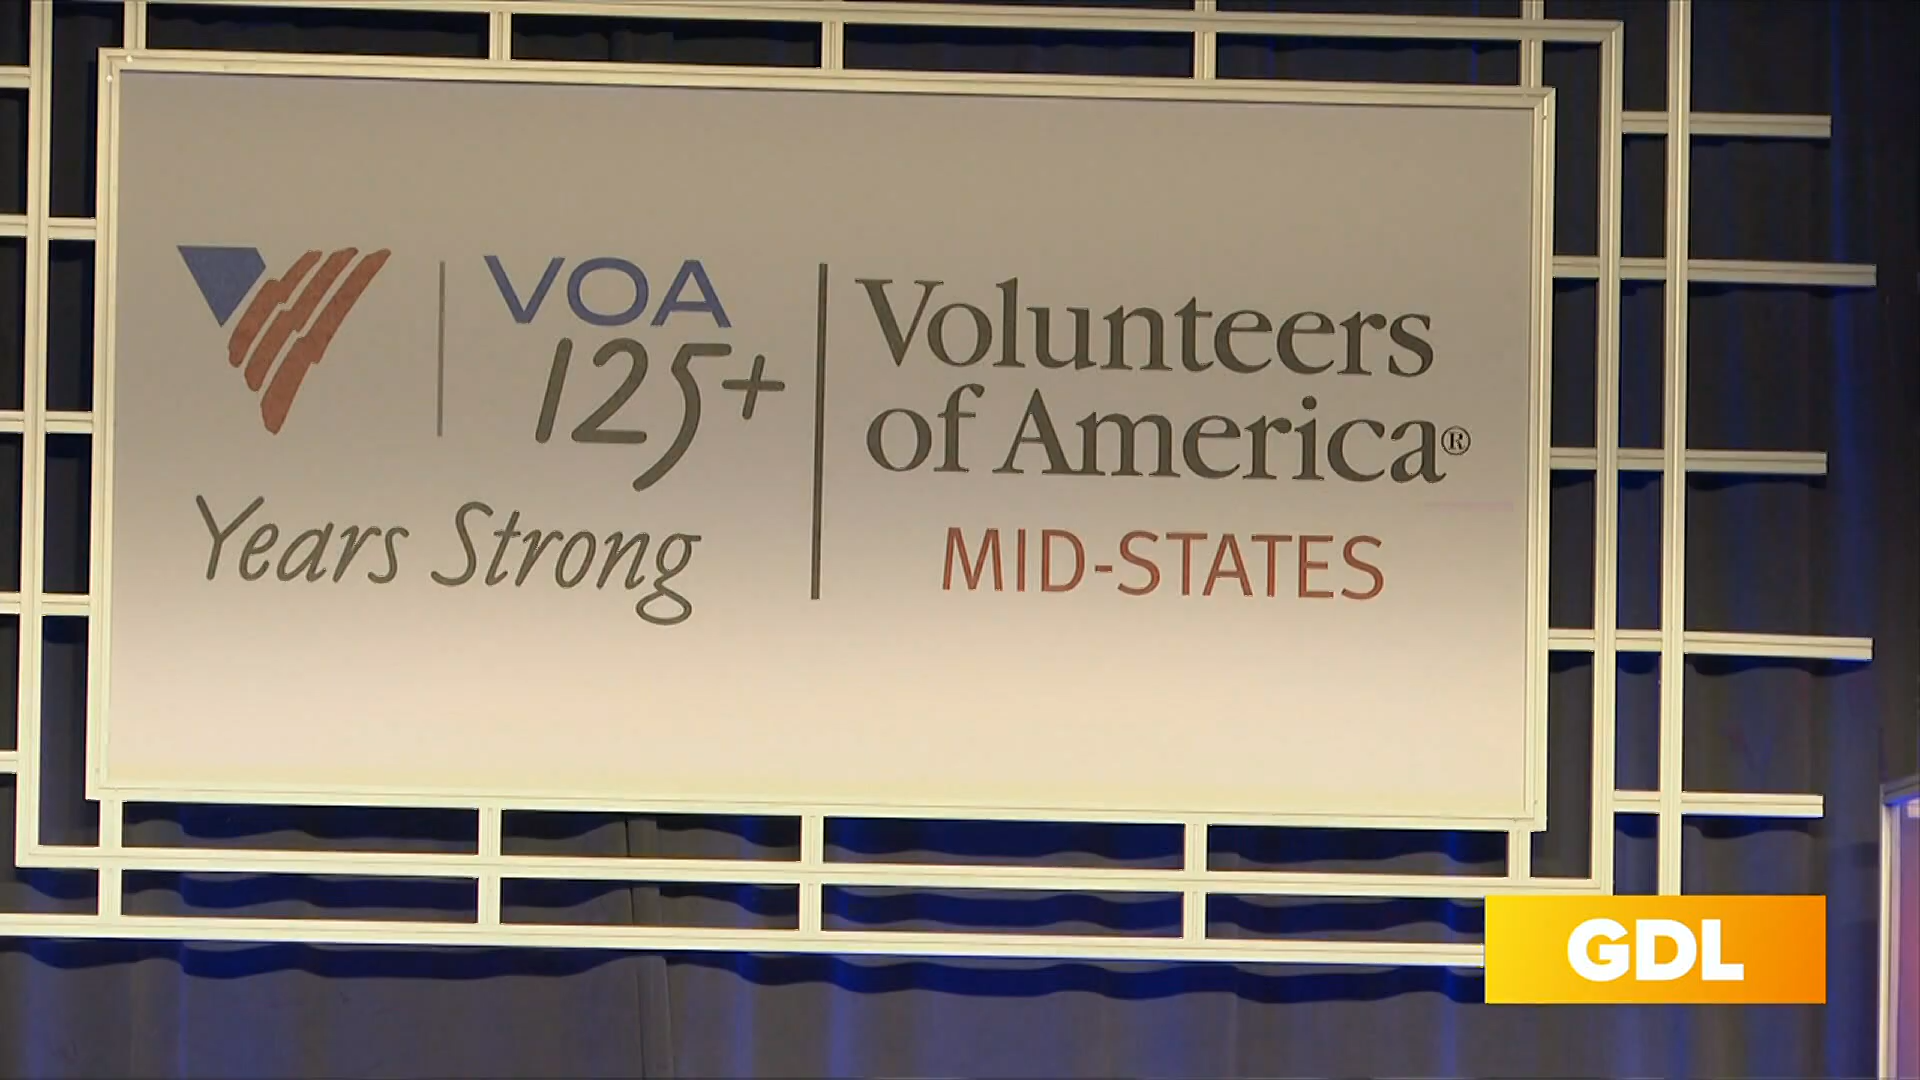 VOA
125+
Years Strong
Volunteers
of America®
MID-STATES
GDL